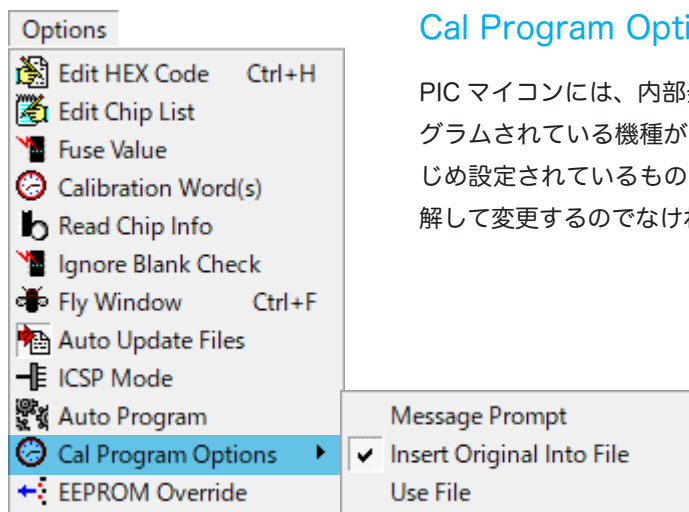 Options
Edit HEX Code Ctrl+H
Edit Chip List
Fuse Value
Calibration Word(s)
Read Chip Info
Ignore Blank Check
Fly Window Ctrl+F
Auto Update Files
ICSP Mode
Auto Program
Cal Program Options
EEPROM Override
Message Prompt
Insert Original Into File
Use File
Cal Program
PIC マイコンには、内部
グラムされている機種が
じめ設定されているもの
解して変更するのでなけ